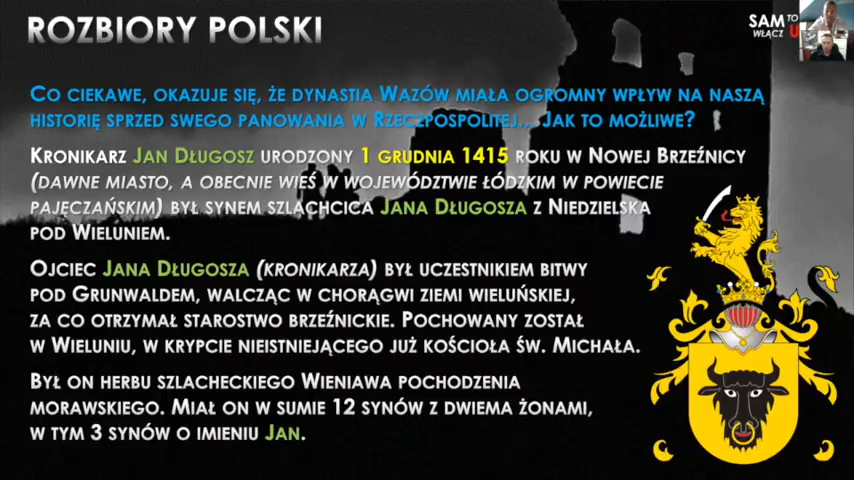 ROZBIORY POLSKI
SAM TO
WŁĄCZ U
CO CIEKAWE, OKAZUJE SIĘ, ŻE DYNASTIA WAZÓW MIAŁA OGROMNY WPŁYW NA NASZĄ
HISTORIĘ SPRZED SWEGO PANOWANIA W RZECZPOSPOLITEJ... JAK TO MOŻLIWE?
KRONIKARZ JAN DŁUGOSZ URODZONY 1 GRUDNIA 1415 ROKU W NOWEJ BRZEŹNICY
(DAWNE MIASTO, A OBECNIE WIEŚ W WOJEWÓDZTWIE ŁÓDZKIM W POWIECIE
PAJĘCZAŃSKIM) BYŁ SYNEM SZLACHCICA JANA DŁUGOSZA Z NIEDZIELSKA
POD WIELUNIEM.
OJCIEC JANA DŁUGOSZA (KRONIKARZA) BYŁ UCZESTNIKIEM BITWY
POD GRUNWALDEM, WALCZĄC W CHORĄGWI ZIEMI WIELUŃSKIEJ,
ZA CO OTRZYMAŁ STAROSTWO BRZEŹNICKIE. POCHOWANY ZOSTAŁ
W WIELUNIU, W KRYPCIE NIEISTNIEJĄCEGO JUŻ KOŚCIOŁA ŚW. MICHAŁA.
BYŁ ON HERBU SZLACHECKIEGO WIENIAWA POCHODZENIA
MORAWSKIEGO. MIAŁ ON W SUMIE 12 SYNÓW Z DWIEMA ŻONAMI,
W TYM 3 SYNÓW O IMIENIU JAN.